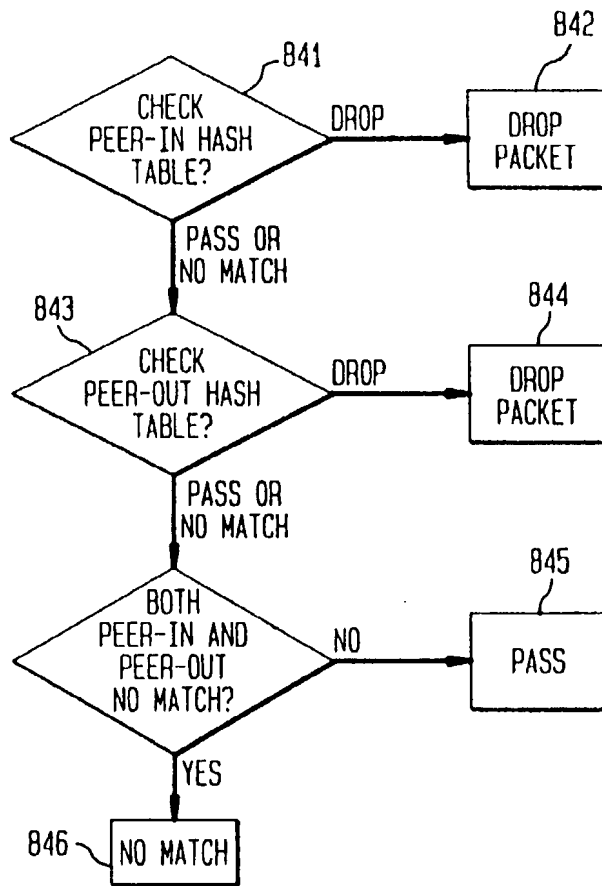 841
CHECK
PEER-IN HASH
TABLE?
DROP
842
DROP
PACKET
PASS OR
NO MATCH
843
CHECK
PEER-OUT HASH
TABLE?
DROP
844
DROP
PACKET
PASS OR
NO MATCH
BOTH
PEER-IN AND
PEER-OUT
NO MATCH?
NO
845
PASS
YES
846
NO MATCH